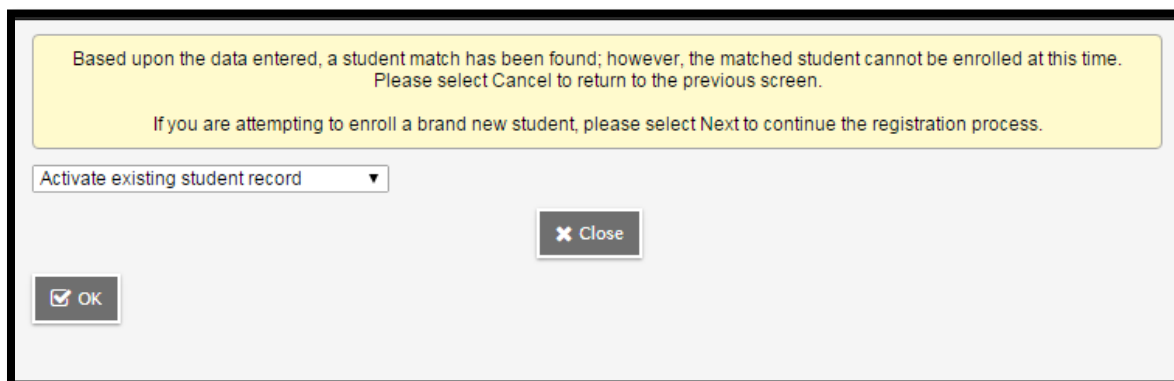 Based upon the data entered, a student match has been found; however, the matched student cannot be enrolled at this time.
Please select Cancel to return to the previous screen.
If you are attempting to enroll a brand new student, please select Next to continue the registration process.
Activate existing student record
Close
OK